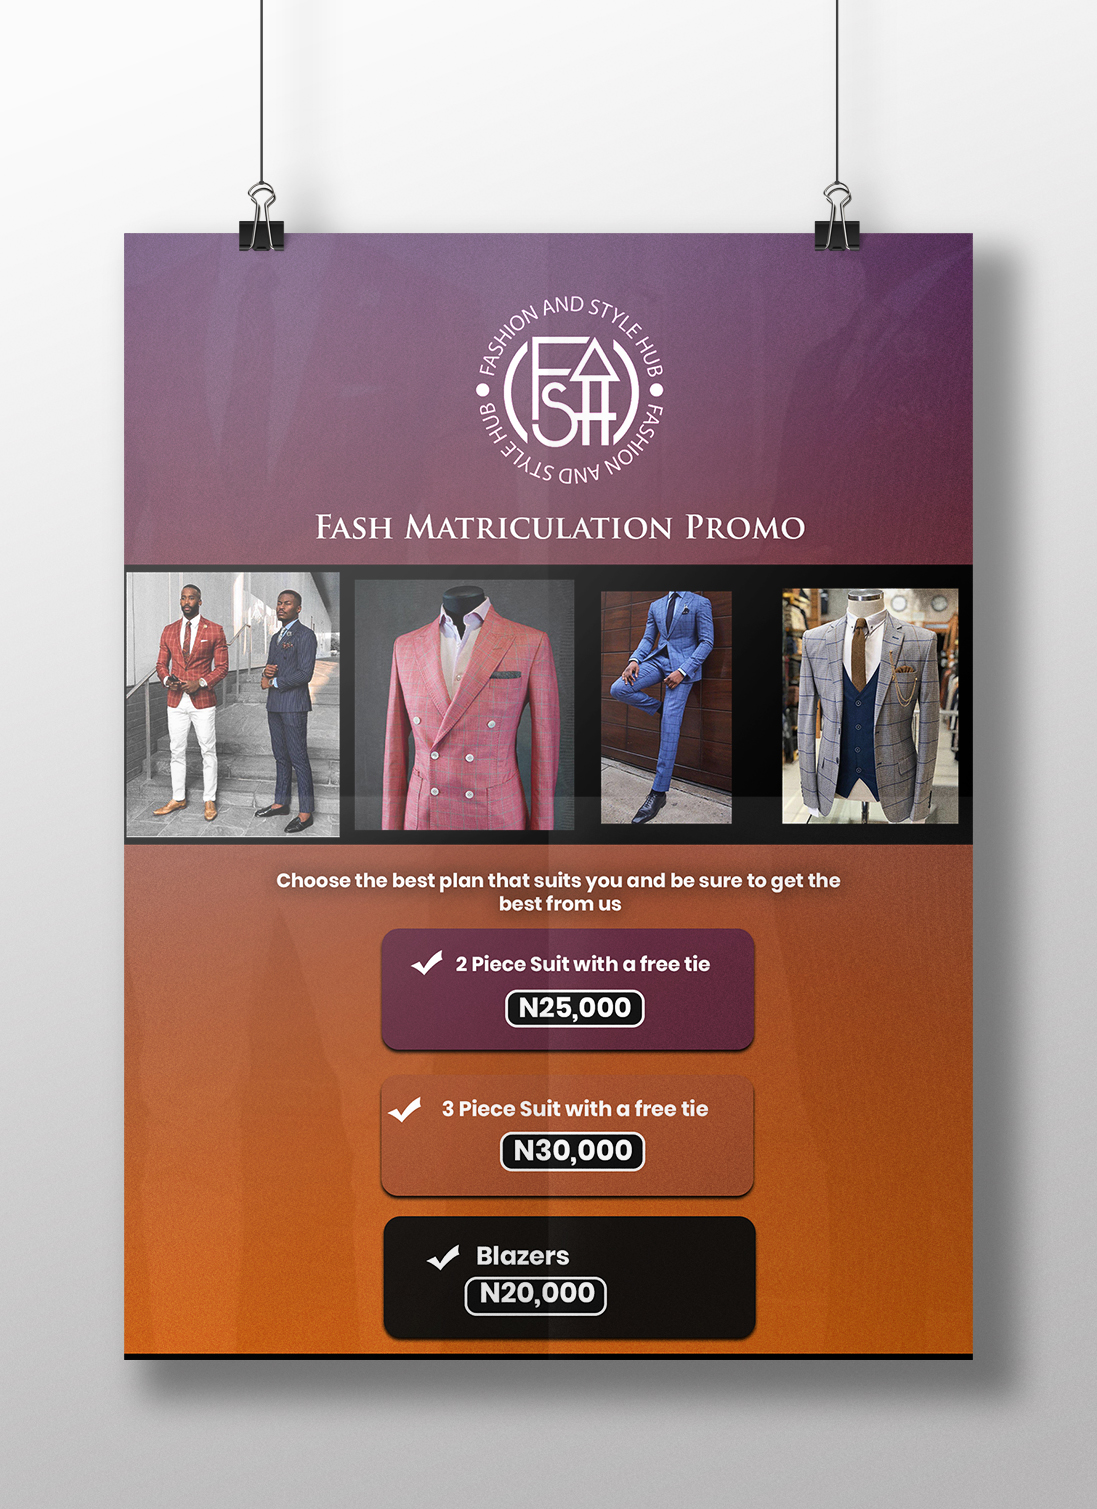 FASHION AND STYLE HUB
FASHION AND STYLE HUB
FASH
Fash Matriculation Promo
Choose the best plan that suits you and be sure to get the
best from us
2 Piece Suit with a free tie
N25,000
3 Piece Suit with a free tie
N30,000
Blazers
N20,000